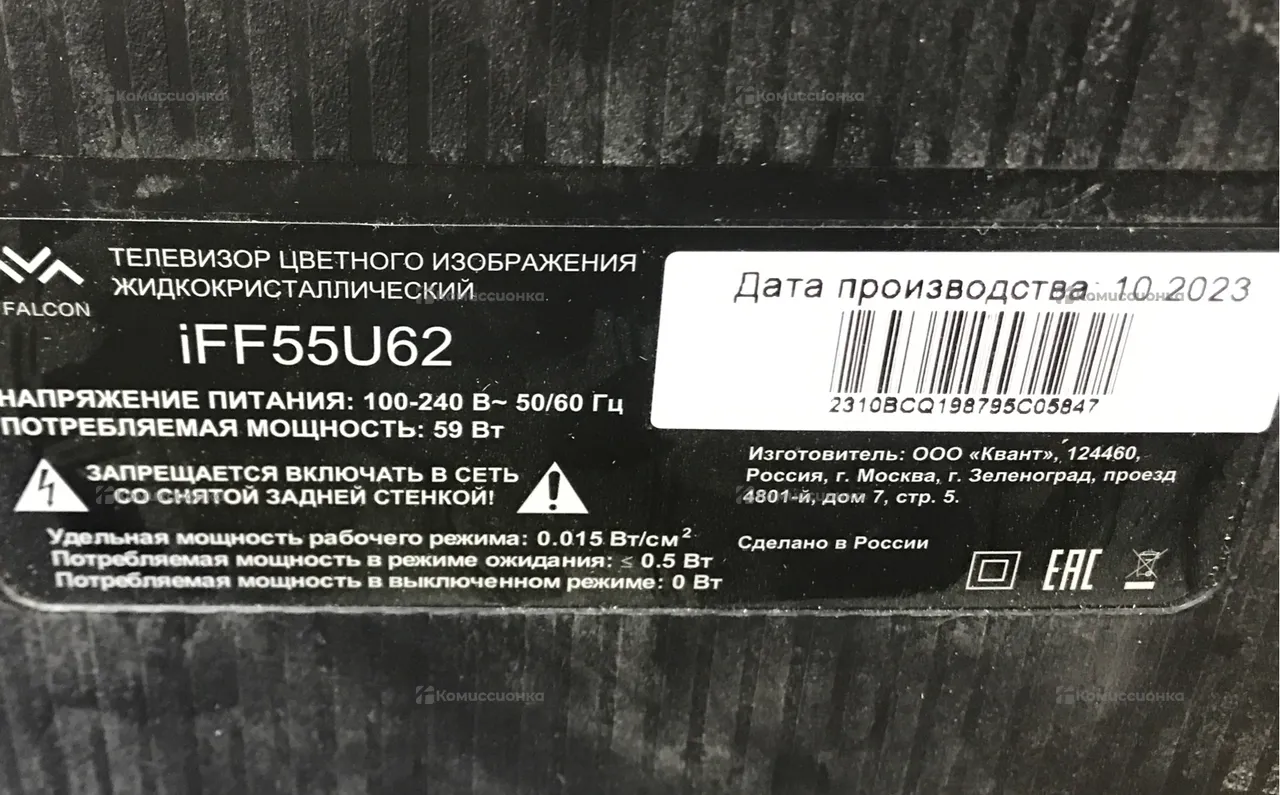 Комиссионка
Комиссионка
FALCON
ТЕЛЕВИЗОР ЦВЕТНОГО ИЗОБРАЖЕНИЯ
ЖИДКОКРИСТАЛЛИЧЕСКИЙ
Комиссионка
iFF55U62
НАПРЯЖЕНИЕ ПИТАНИЯ: 100-240 В~ 50/60 Гц
ПОТРЕБЛЯЕМАЯ МОЩНОСТЬ: 59 Вт
ЗАПРЕЩАЕТСЯ ВКЛЮЧАТЬ В СЕТЬ
СО СНЯТОЙ ЗАДНЕЙ СТЕНКОЙ!
Удельная мощность рабочего режима: 0.015 Вт/см²
Потребляемая мощность в режиме ожидания: ≤ 0.5 Вт
Потребляемая мощность в выключенном режиме: 0 Вт
Дата производства 10.2023
Комиссионка
2310BCQ198795C05847
Изготовитель: ООО «Квант», 124460,
Россия, г. Москва, г. Зеленоград, проезд
4801-й, дом 7, стр. 5.
Сделано в России
EAC
Комиссионка
Комиссионка